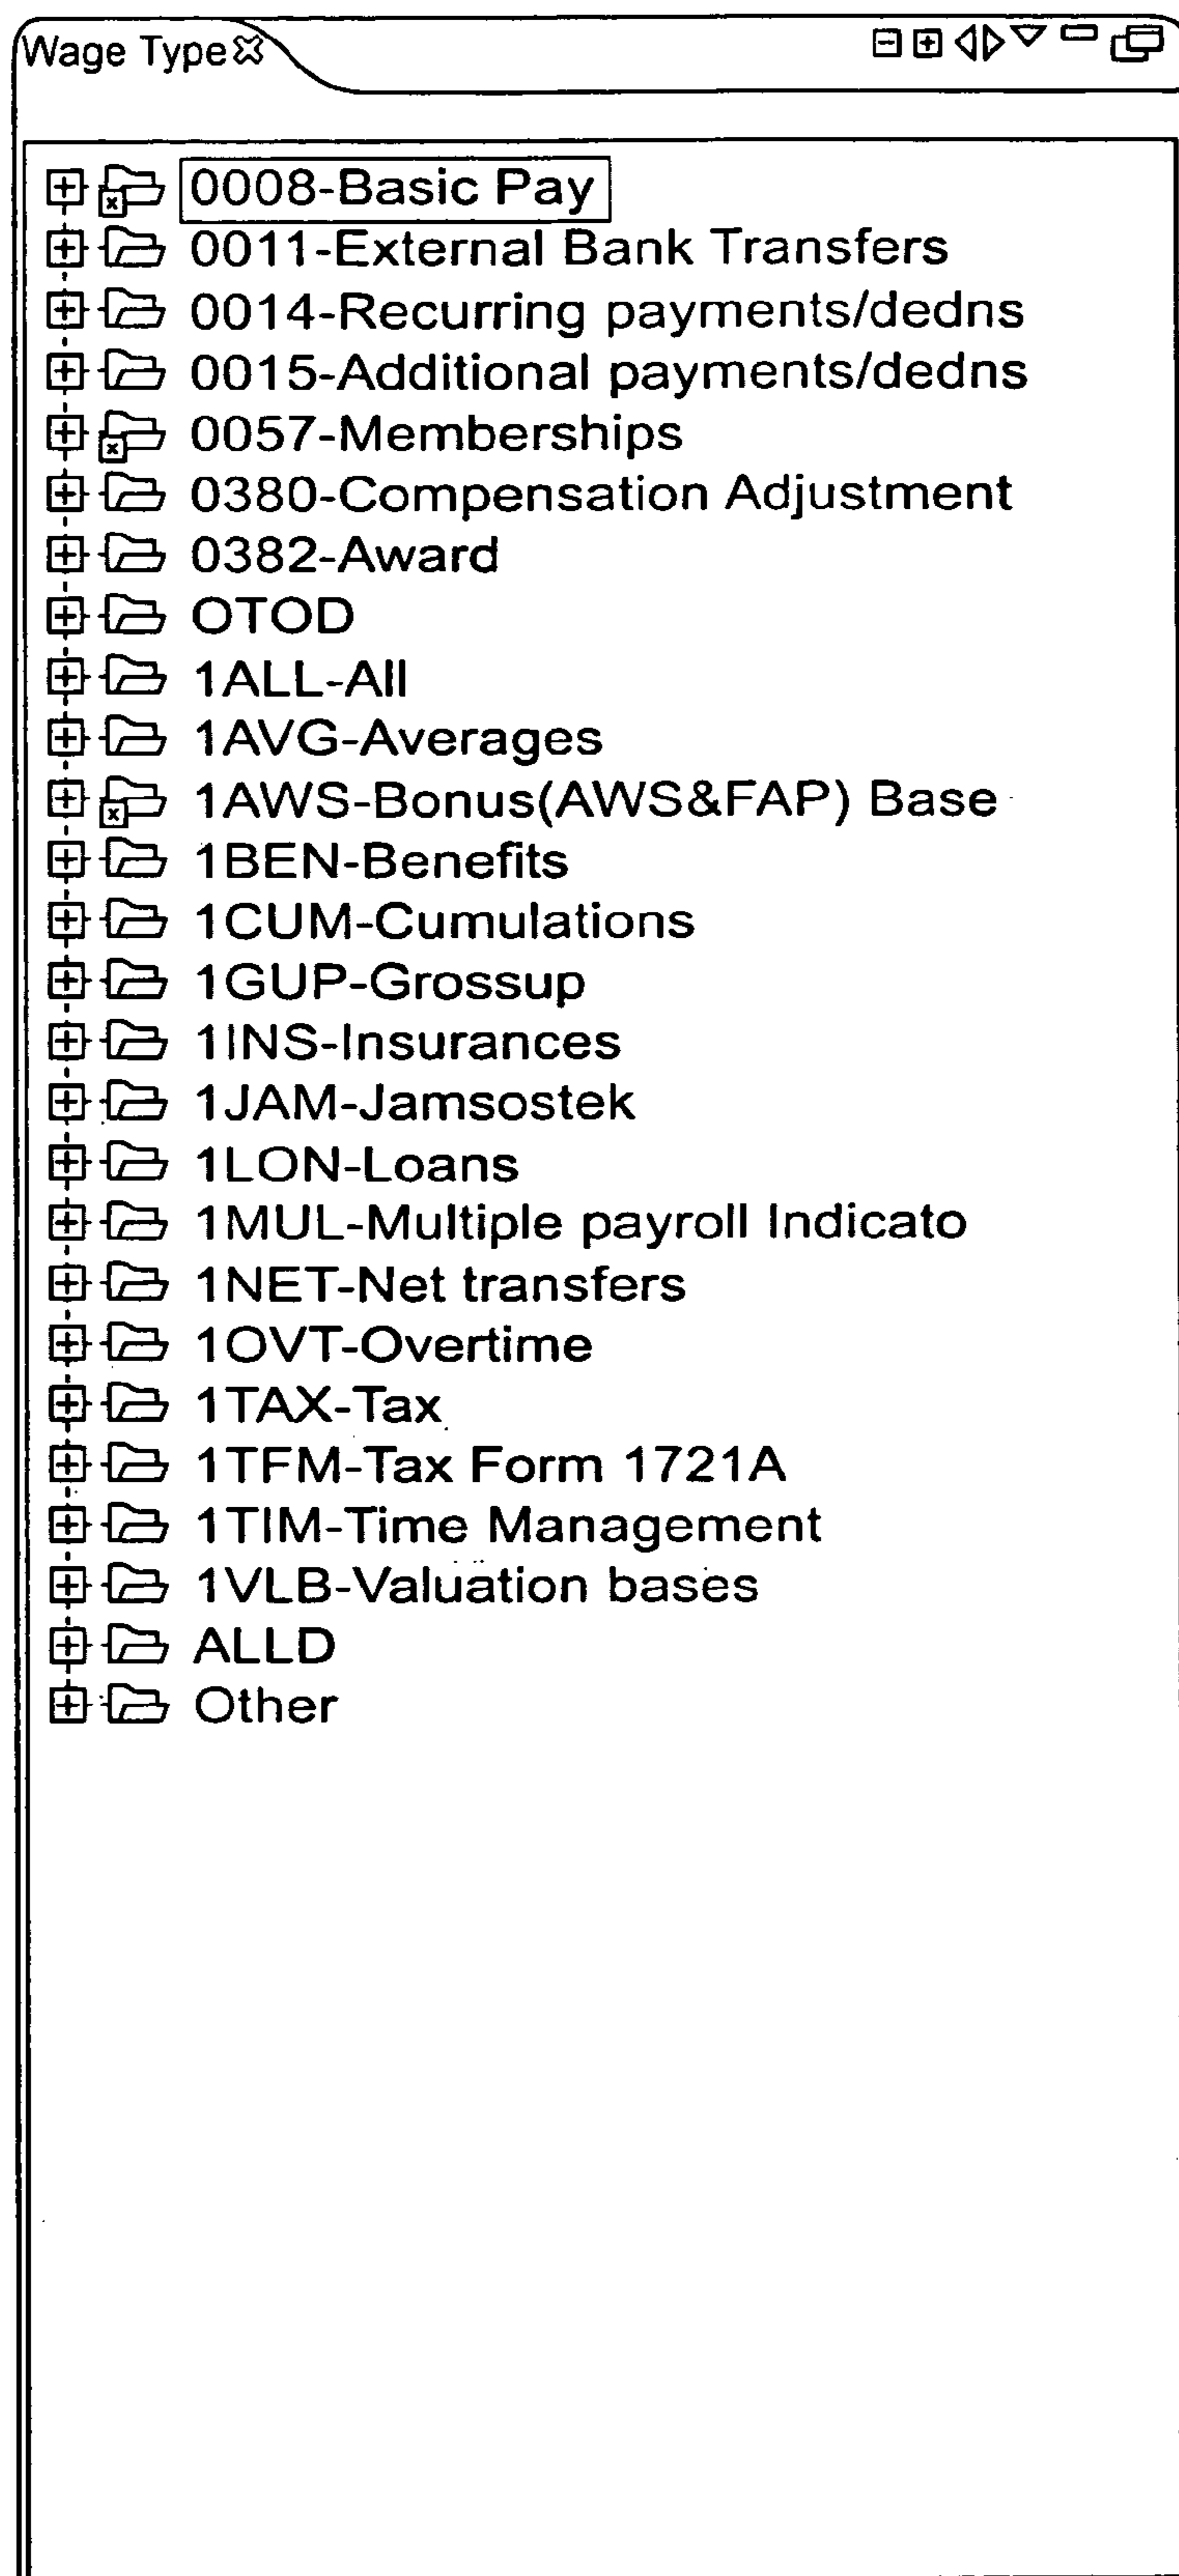 Wage Type
0008-Basic Pay
0011-External Bank Transfers
0014-Recurring payments/dedns
0015-Additional payments/dedns
0057-Memberships
0380-Compensation Adjustment
0382-Award
OTOD
1ALL-All
1AVG-Averages
1AWS-Bonus(AWS&FAP) Base
1BEN-Benefits
1CUM-Cumulations
1GUP-Grossup
1INS-Insurances
1JAM-Jamsostek
1LON-Loans
1MUL-Multiple payroll Indicato
1NET-Net transfers
1OVT-Overtime
1TAX-Tax
1TFM-Tax Form 1721A
1TIM-Time Management
1VLB-Valuation bases
ALLD
Other